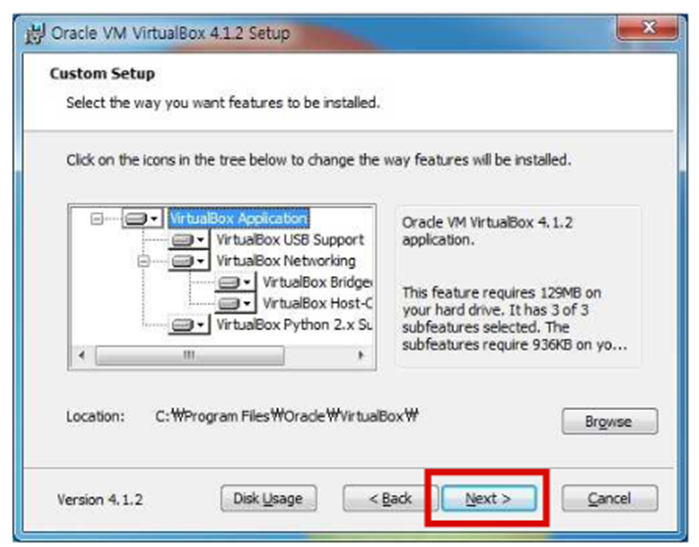 Oracle VM VirtualBox 4.1.2 Setup
Custom Setup
Select the way you want features to be installed.
Click on the icons in the tree below to change the way features will be installed.
VirtualBox Application
VirtualBox USB Support
VirtualBox Networking
VirtualBox Bridge
VirtualBox Host-C
VirtualBox Python 2.x Su
Oracle VM VirtualBox 4.1.2
application.
This feature requires 129MB on
your hard drive. It has 3 of 3
subfeatures selected. The
subfeatures require 936KB on yo...
Location: C:₩Program Files₩Oracle₩VirtualBox₩
Browse
Version 4.1.2
Disk Usage
< Back
Next >
Cancel